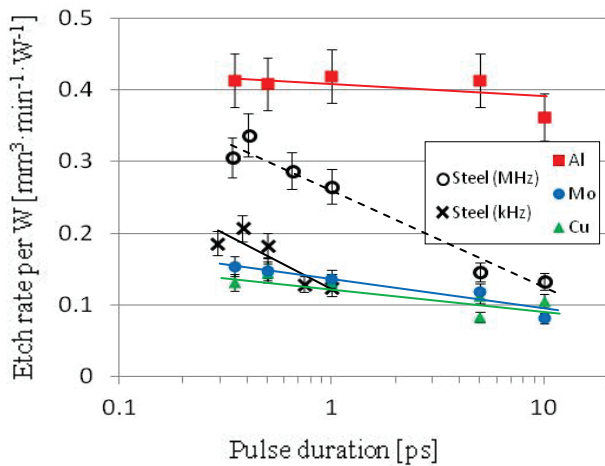 Etch rate per W [mm³·min⁻¹·W⁻¹]
0.5
0.4
0.3
0.2
0.1
0
0.1
1
10
Pulse duration [ps]
Steel (MHz)
Steel (kHz)
Al
Mo
Cu